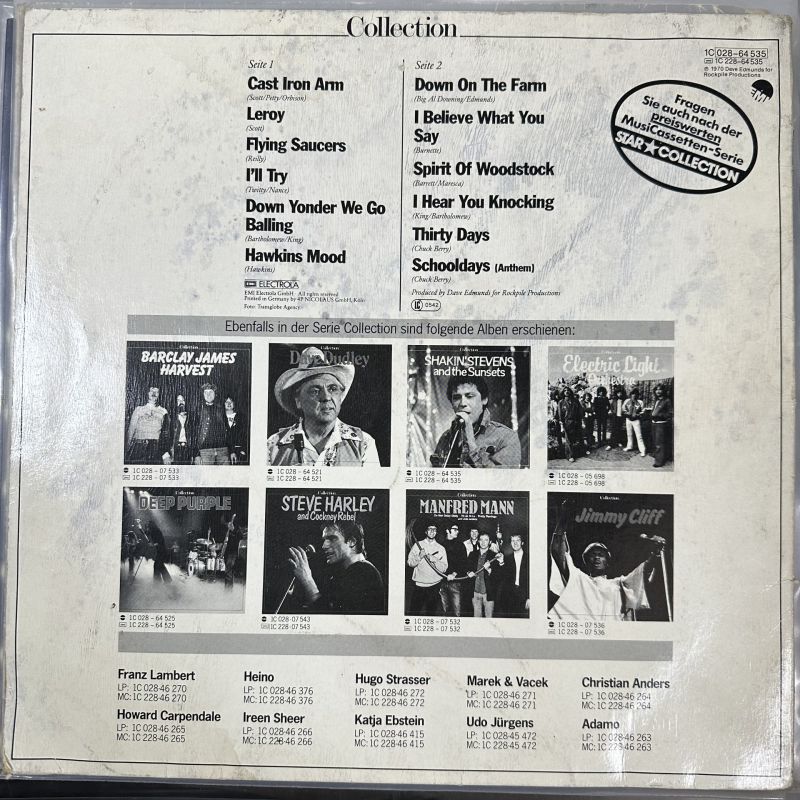 Collection
1C 028-64 535
1C 228-64 535
℗ 1970 Dave Edmunds for
Rockpile Productions
EMI
Fragen
Sie auch nach der
preiswerten
MusiCassetten-Serie
STAR★COLLECTION
Seite 1
Cast Iron Arm
(Scott/Petty/Orbison)
Leroy
(Scott)
Flying Saucers
(Reilly)
I'll Try
(Twitty/Nance)
Down Yonder We Go
Balling
(Bartholomew/King)
Hawkins Mood
(Hawkins)
EMI ELECTROLA
EMI Electrola GmbH · All rights reserved
Printed in Germany by 4P NICOLAUS GmbH, Köln
Foto: Transglobe Agency
Seite 2
Down On The Farm
(Big Al Downing/Edmunds)
I Believe What You
Say
(Burnette)
Spirit Of Woodstock
(Barrett/Maresca)
I Hear You Knocking
(King/Bartholomew)
Thirty Days
(Chuck Berry)
Schooldays (Anthem)
(Chuck Berry)
Produced by Dave Edmunds for Rockpile Productions
0542
Ebenfalls in der Serie Collection sind folgende Alben erschienen:
Collection
BARCLAY JAMES
HARVEST
1C 028 - 07 533
1C 228 - 07 533
Collection
Dave Dudley
1C 028 - 64 521
1C 228 - 64 521
Collection
SHAKIN' STEVENS
and the Sunsets
1C 028 - 64 535
1C 228 - 64 535
Collection
Electric Light
Orchestra
1C 028 - 05 698
1C 228 - 05 698
Collection
DEEP PURPLE
1C 028 - 64 525
1C 228 - 64 525
Collection
STEVE HARLEY
and Cockney Rebel
1C 028-07 543
1C 228-07 543
Collection
MANFRED MANN
1C 028 - 07 532
1C 228 - 07 532
Collection
Jimmy Cliff
1C 028 - 07 536
1C 228 - 07 536
Franz Lambert
LP: 1C 028-46 270
MC: 1C 228-46 270
Heino
LP: 1C 028-46 376
MC: 1C 228-46 376
Hugo Strasser
LP: 1C 028-46 272
MC: 1C 228-46 272
Marek & Vacek
LP: 1C 028-46 271
MC: 1C 228-46 271
Christian Anders
LP: 1C 028-46 264
MC: 1C 228-46 264
Howard Carpendale
LP: 1C 028-46 265
MC: 1C 228-46 265
Ireen Sheer
LP: 1C 028-46 266
MC: 1C 228-46 266
Katja Ebstein
LP: 1C 028-46 415
MC: 1C 228-46 415
Udo Jürgens
LP: 1C 028-45 472
MC: 1C 228-45 472
Adamo
LP: 1C 028-46 263
MC: 1C 228-46 263